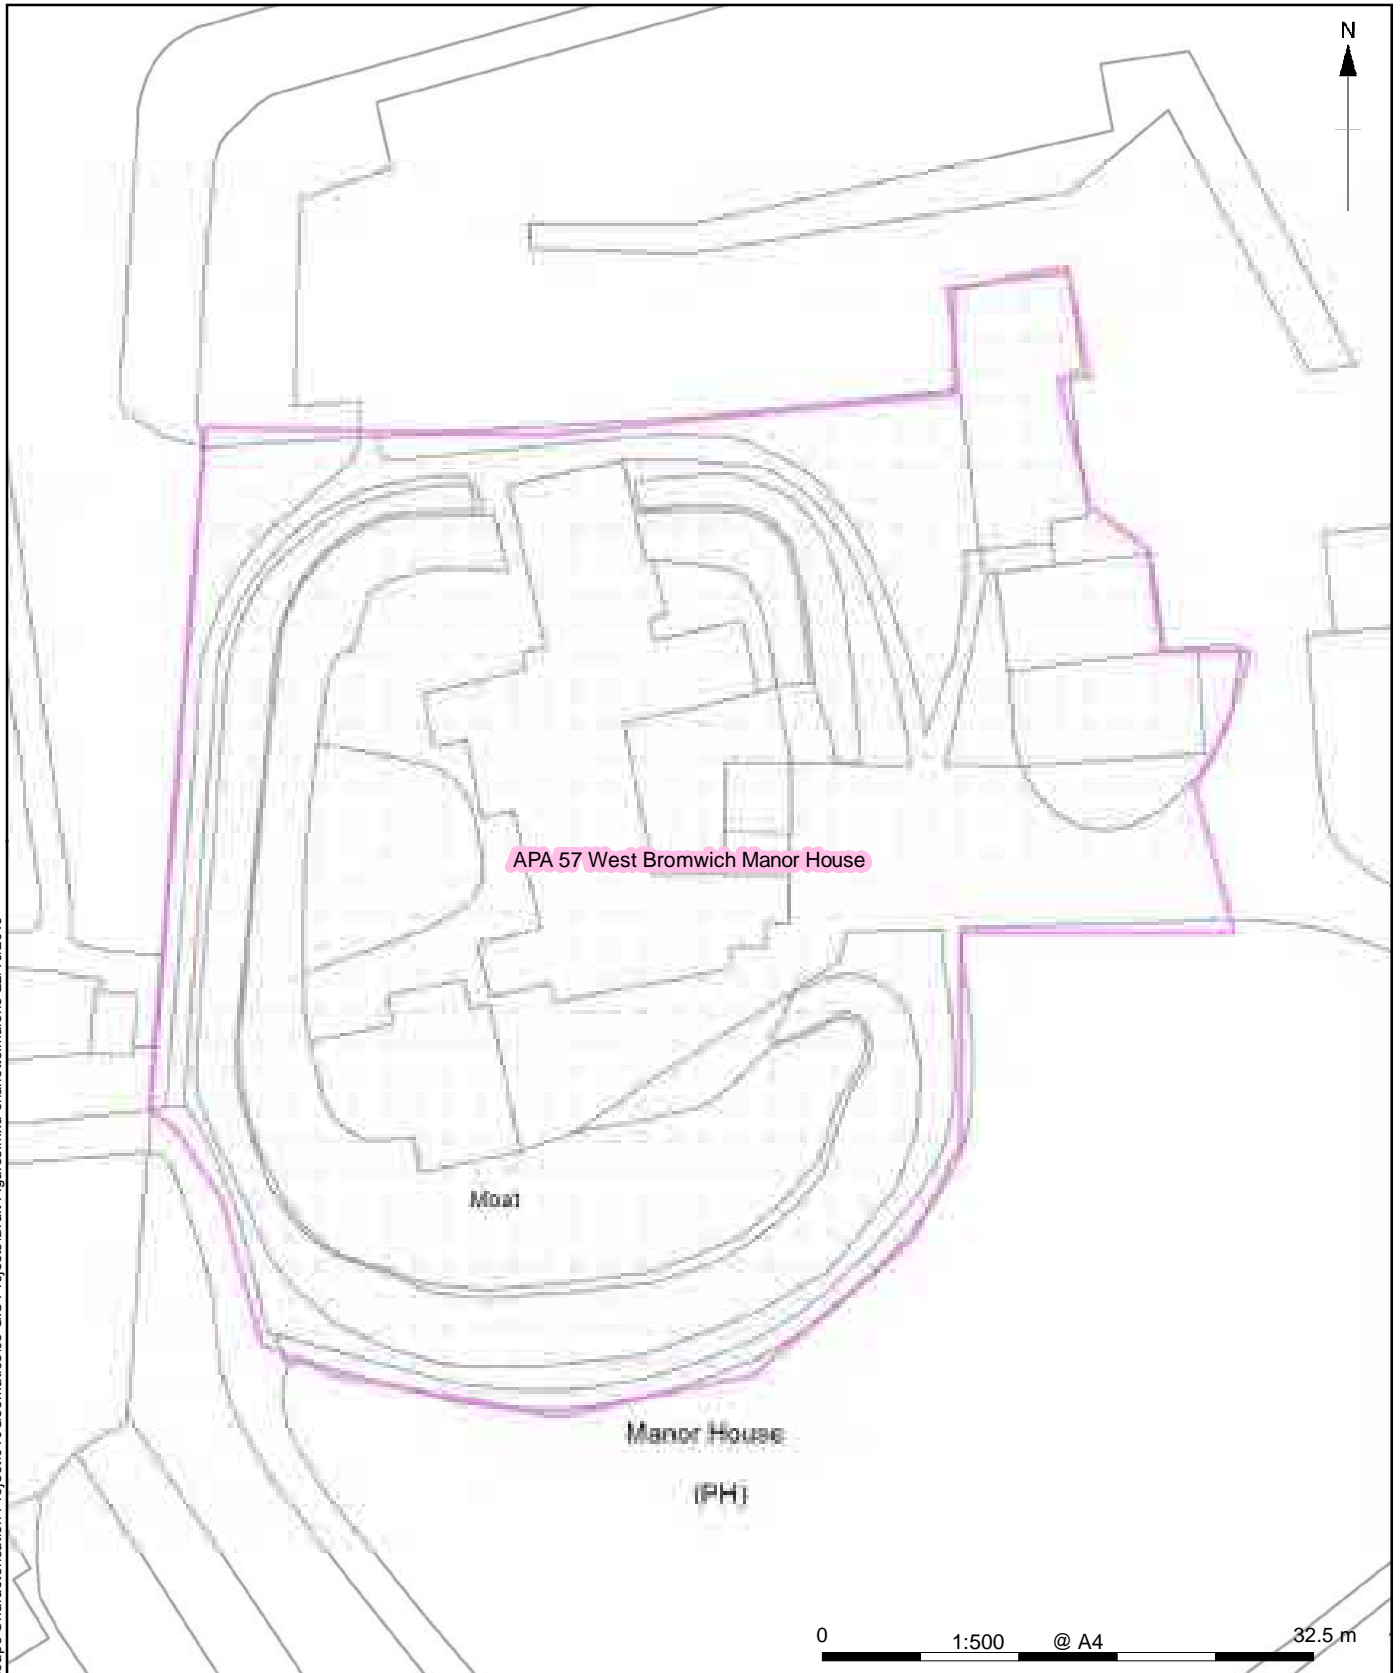 N
APA 57 West Bromwich Manor House
Moat
Manor House
(PH)
0 1:500 @ A4 32.5 m